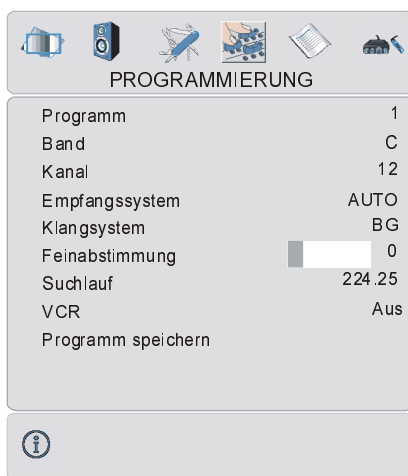 PROGRAMMIERUNG
Programm 1
Band C
Kanal 12
Empfangssystem AUTO
Klangsystem BG
Feinabstimmung 0
Suchlauf 224.25
VCR Aus
Programm speichern